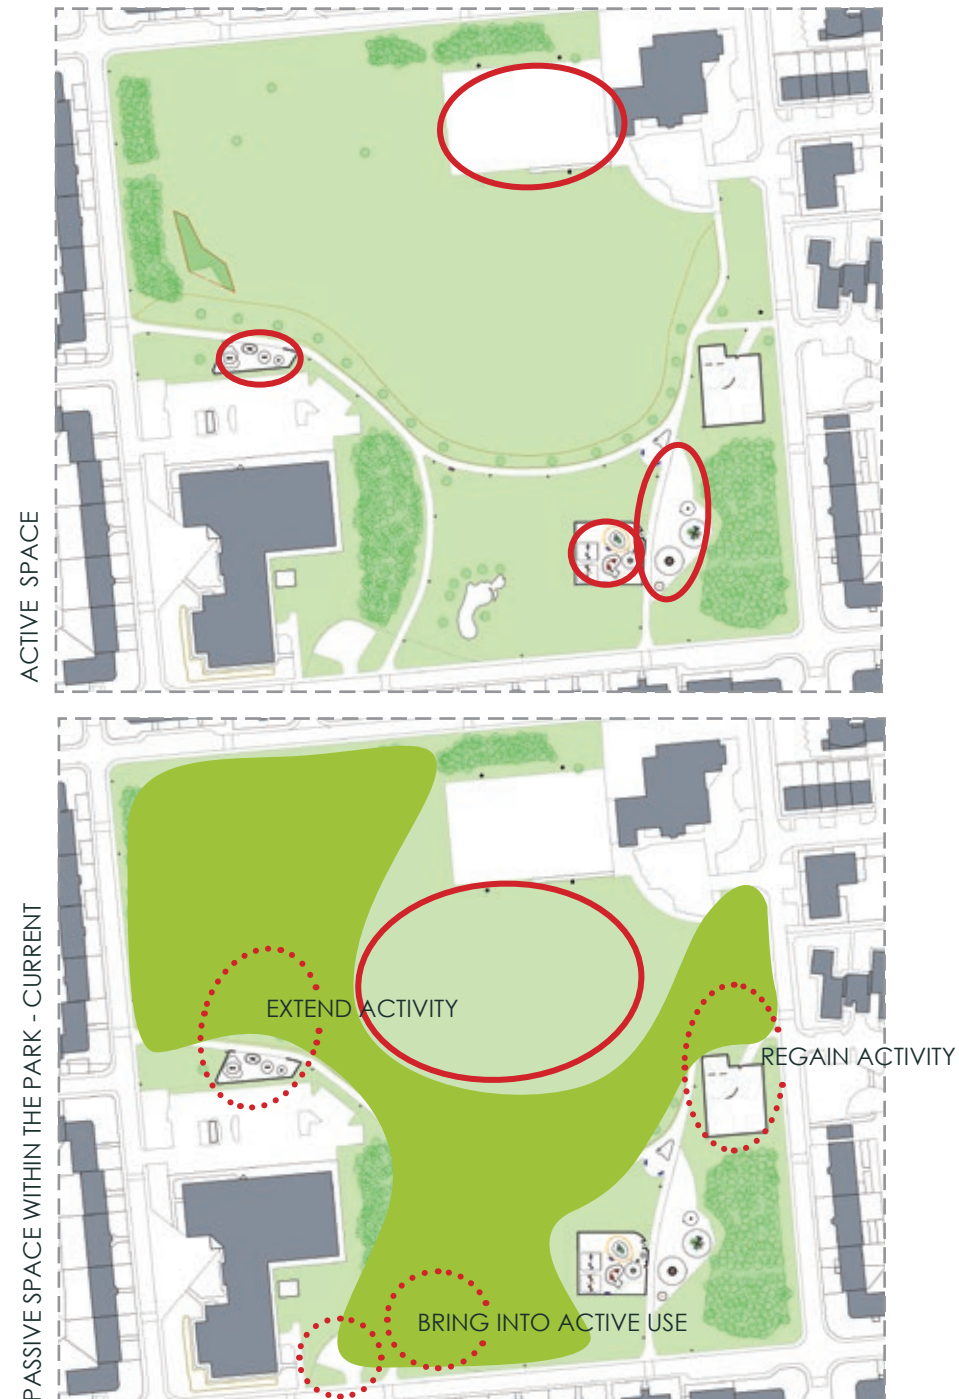 ACTIVE SPACE
PASSIVE SPACE WITHIN THE PARK - CURRENT
EXTEND ACTIVITY
REGAIN ACTIVITY
BRING INTO ACTIVE USE